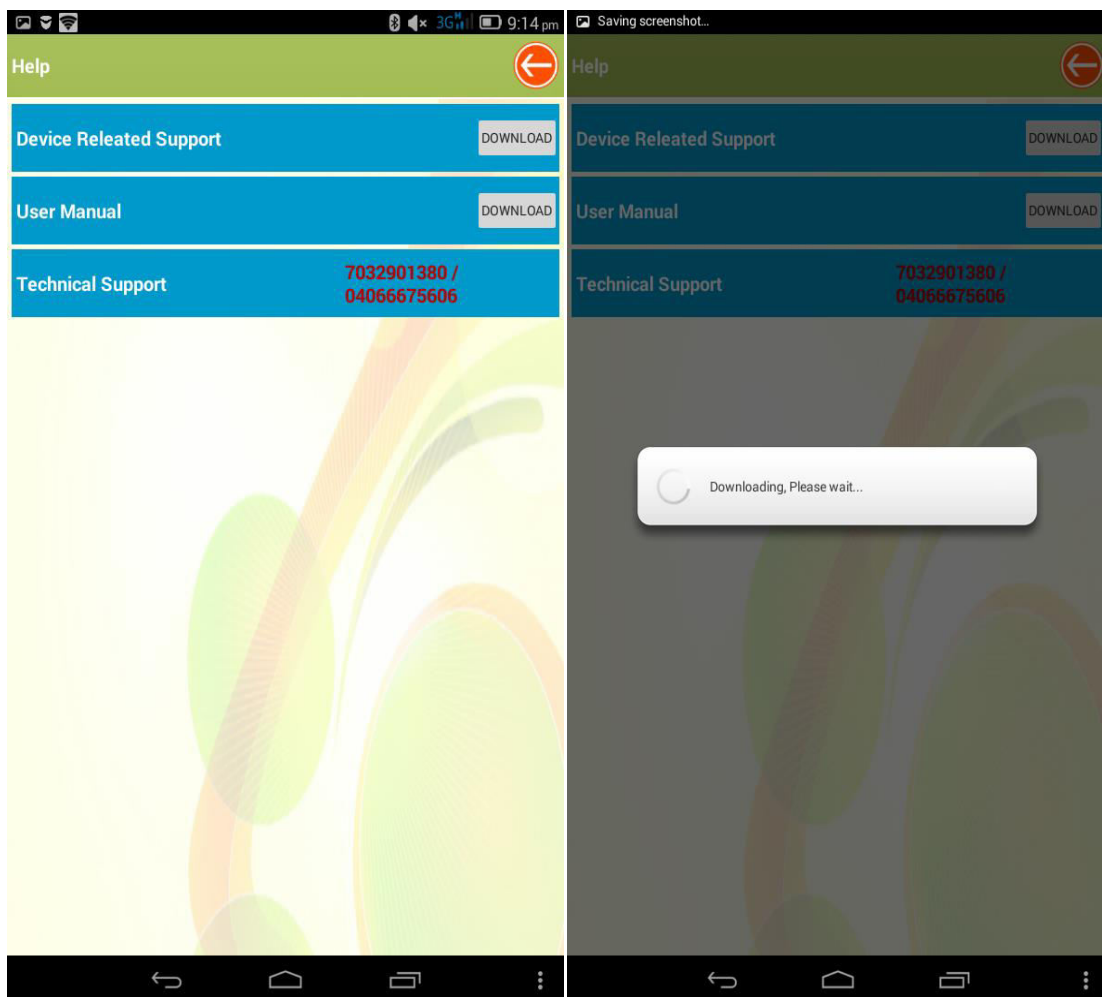 3G H 9:14 pm
Help
Device Releated Support DOWNLOAD
User Manual DOWNLOAD
Technical Support 7032901380 /
04066675606
Saving screenshot...
Help
Device Releated Support DOWNLOAD
User Manual DOWNLOAD
Technical Support 7032901380 /
04066675606
Downloading, Please wait...